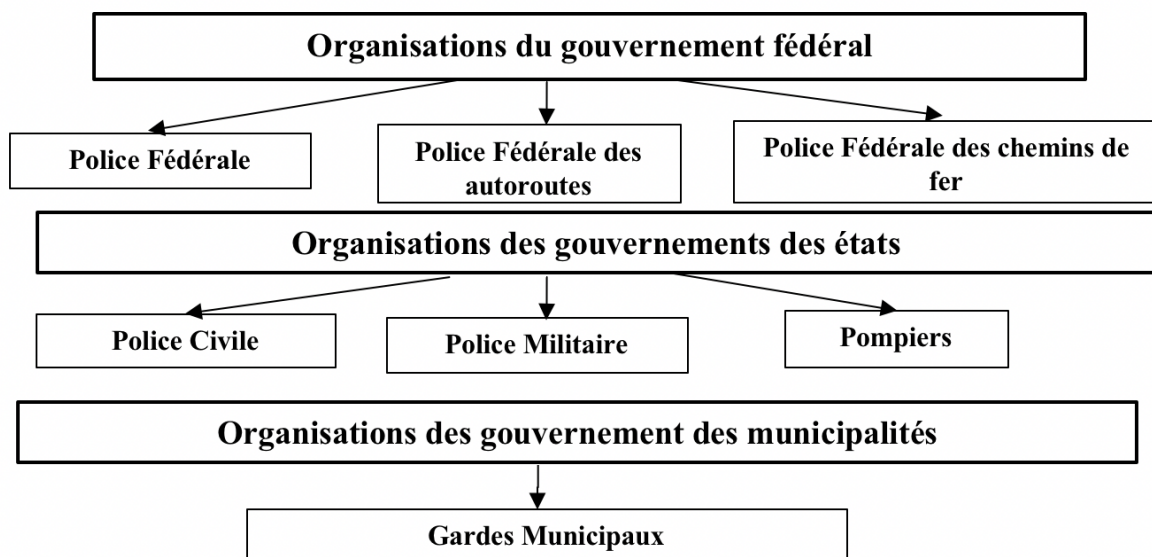 Organisations du gouvernement fédéral
Police Fédérale
Police Fédérale des
autoroutes
Police Fédérale des chemins de
fer
Organisations des gouvernements des états
Police Civile
Police Militaire
Pompiers
Organisations des gouvernement des municipalités
Gardes Municipaux